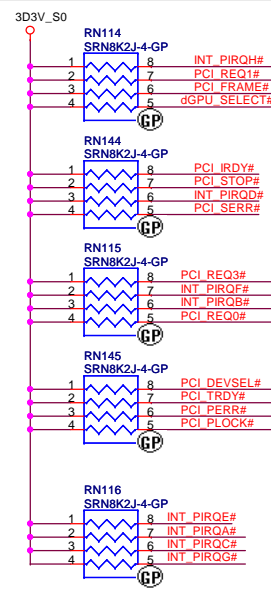 3D3V_S0
RN114
SRN8K2J-4-GP
1 8 INT_PIRQH#
2 7 PCI_REQ1#
3 6 PCI_FRAME#
4 5 dGPU_SELECT#
GP
RN144
SRN8K2J-4-GP
1 8 PCI_IRDY#
2 7 PCI_STOP#
3 6 INT_PIRQD#
4 5 PCI_SERR#
GP
RN115
SRN8K2J-4-GP
1 8 PCI_REQ3#
2 7 INT_PIRQF#
3 6 INT_PIRQB#
4 5 PCI_REQ0#
GP
RN145
SRN8K2J-4-GP
1 8 PCI_DEVSEL#
2 7 PCI_TRDY#
3 6 PCI_PERR#
4 5 PCI_PLOCK#
GP
RN116
SRN8K2J-4-GP
1 8 INT_PIRQE#
2 7 INT_PIRQA#
3 6 INT_PIRQC#
4 5 INT_PIRQG#
GP